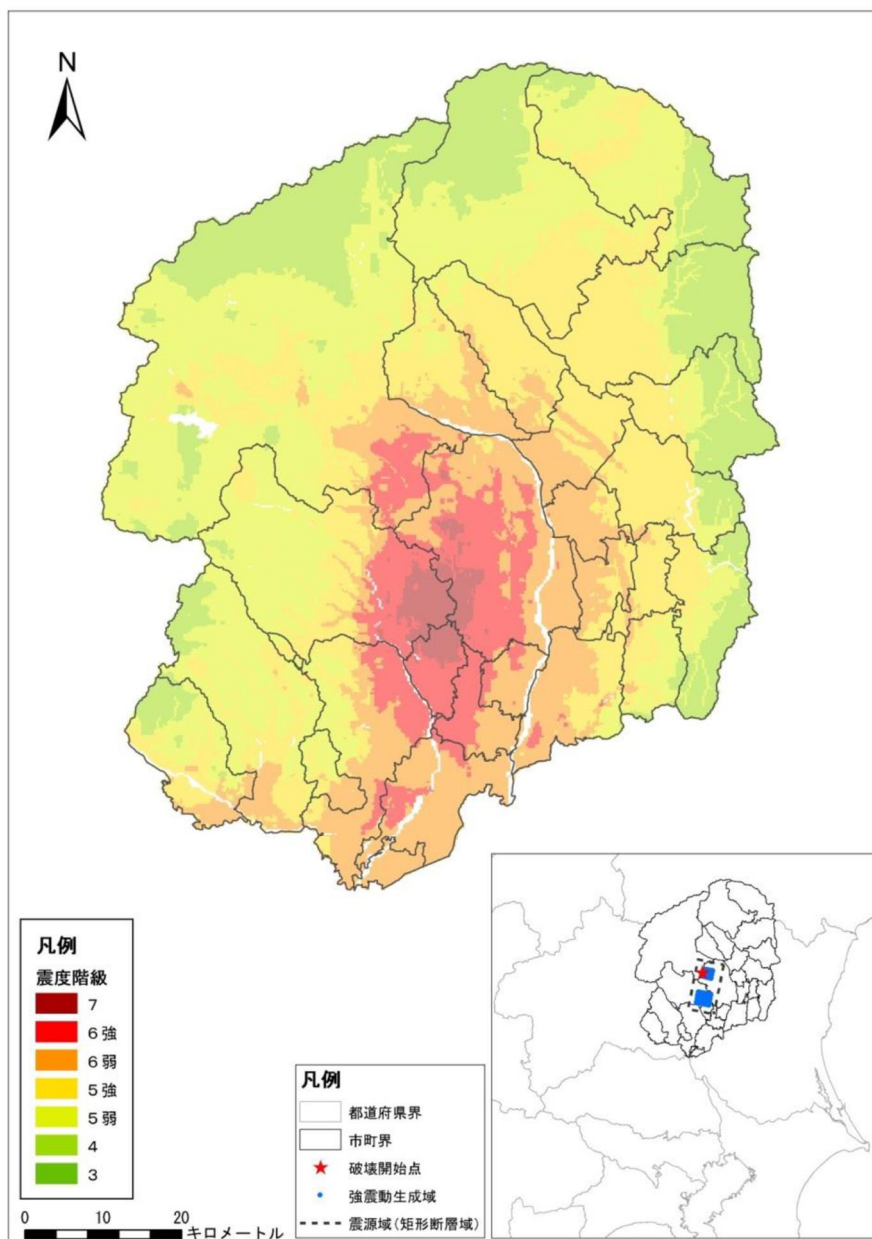 N
凡例
震度階級
7
6強
6弱
5強
5弱
4
3
0 10 20
キロメートル
凡例
都道府県界
市町界
破壊開始点
強震動生成域
震源域(矩形断層域)